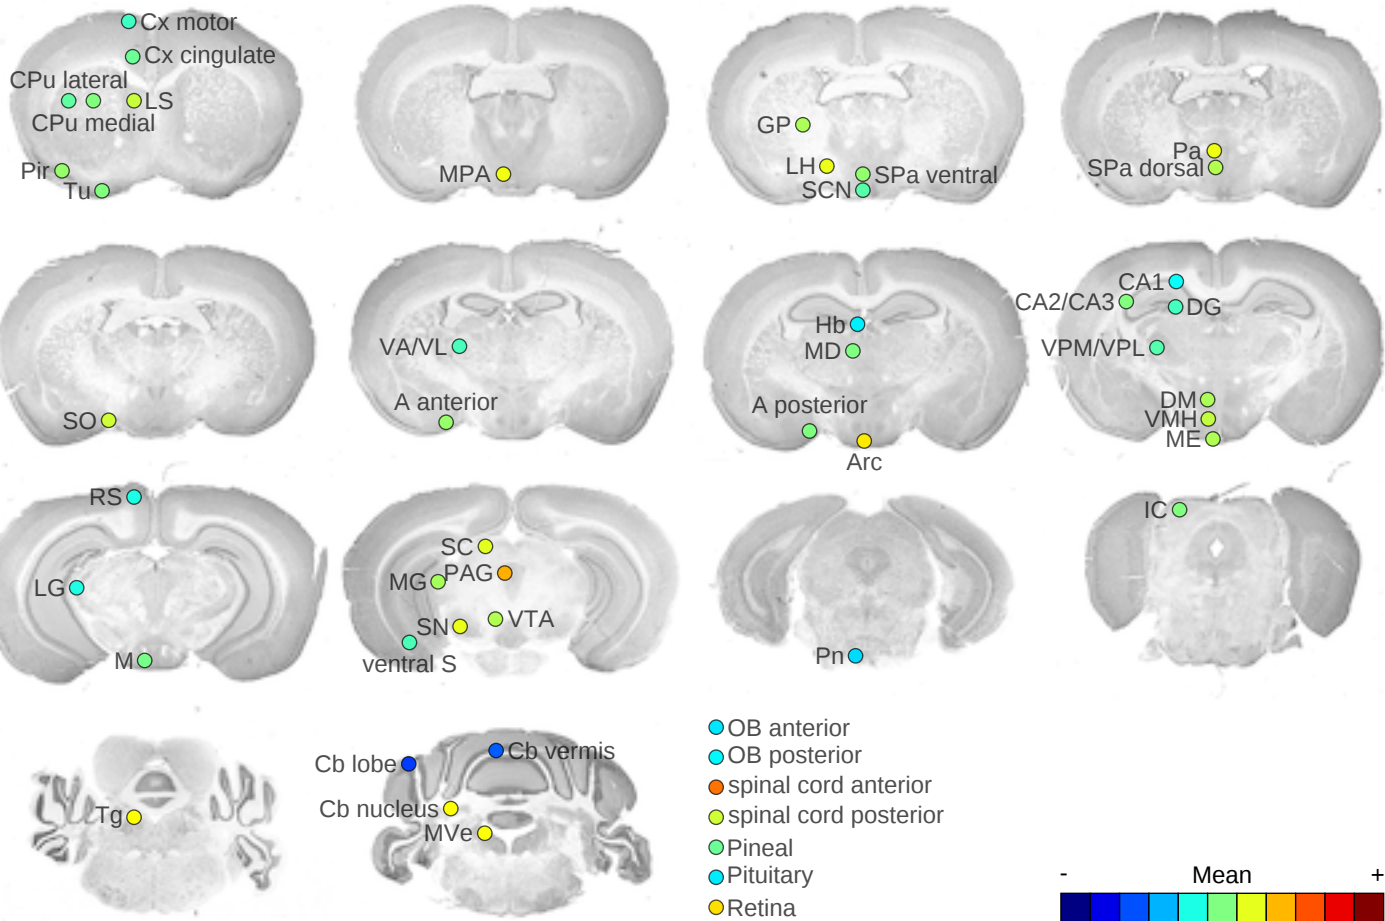 Cx motor
Cx cingulate
CPu lateral
LS
CPu medial
Pir
Tu
MPA
GP
LH
SPa ventral
SCN
Pa
SPa dorsal
SO
VA/VL
A anterior
Hb
MD
A posterior
Arc
CA1
CA2/CA3
DG
VPM/VPL
DM
VMH
ME
RS
LG
M
SC
PAG
MG
SN
VTA
ventral S
Pn
IC
Tg
Cb lobe
Cb vermis
Cb nucleus
MVe
OB anterior
OB posterior
spinal cord anterior
spinal cord posterior
Pineal
Pituitary
Retina
- Mean +